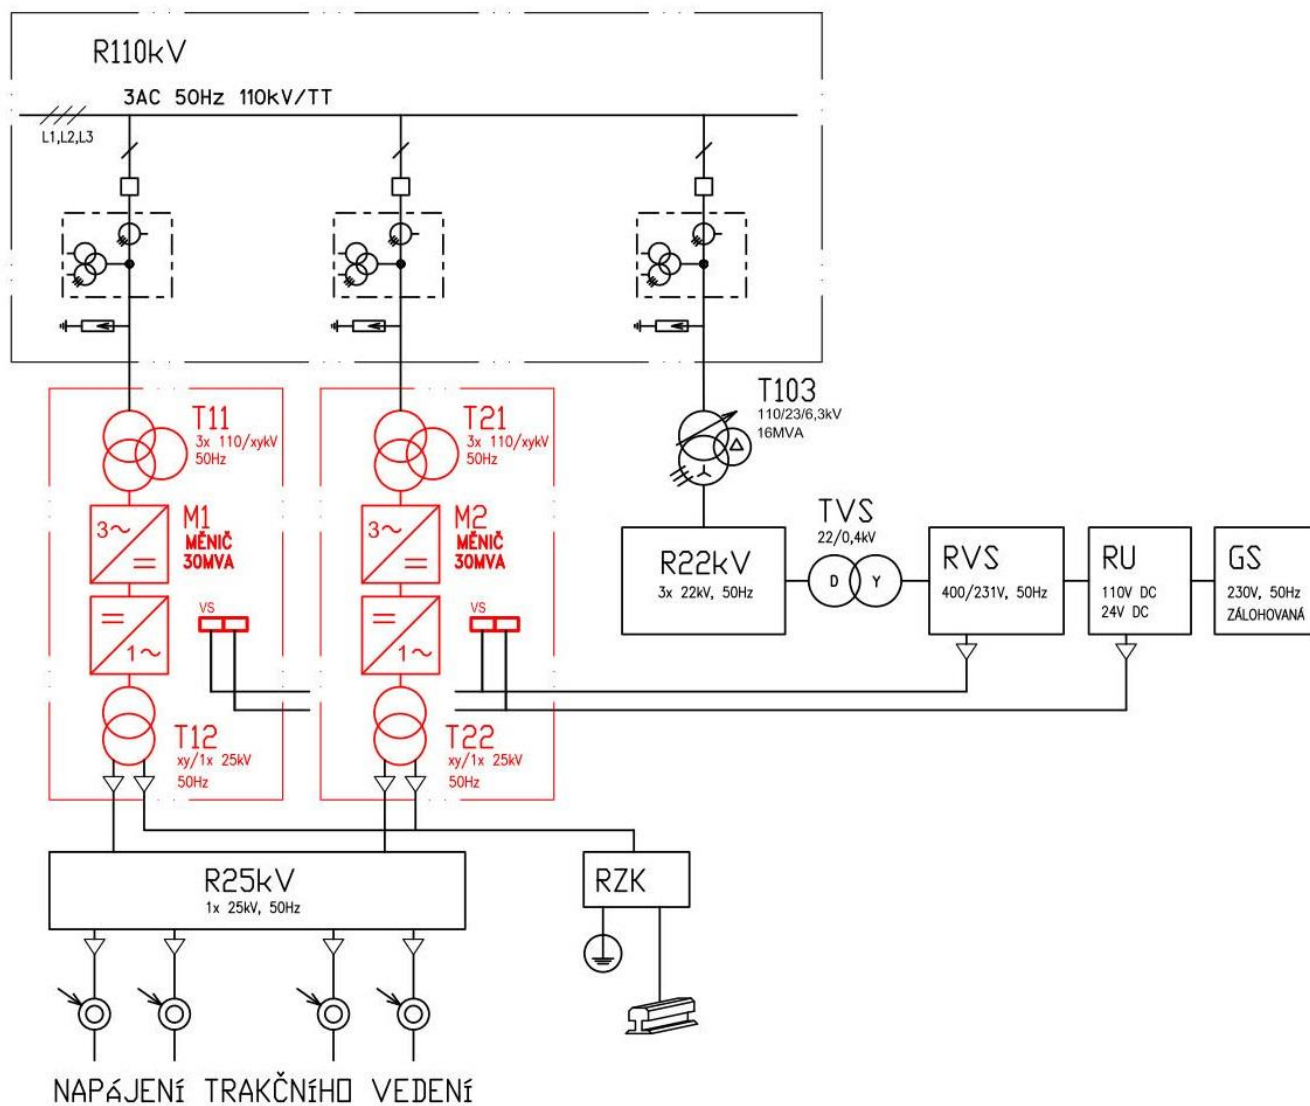 R110kV
3AC 50Hz 110kV/TT
L1,L2,L3
T11
3x 110/xykV
50Hz
T21
3x 110/xykV
50Hz
T103
110/23/6,3kV
16MVA
3~
=
M1
MĚNIČ
30MVA
3~
=
M2
MĚNIČ
30MVA
R22kV
3x 22kV, 50Hz
TVS
22/0,4kV
D
Y
RVS
400/231V, 50Hz
RU
110V DC
24V DC
GS
230V, 50Hz
ZÁLOHOVANÁ
=
1~
VS
=
1~
VS
T12
xy/1x 25kV
50Hz
T22
xy/1x 25kV
50Hz
R25kV
1x 25kV, 50Hz
RZK
NAPÁJENÍ TRAKČNÍHO VEDENÍ